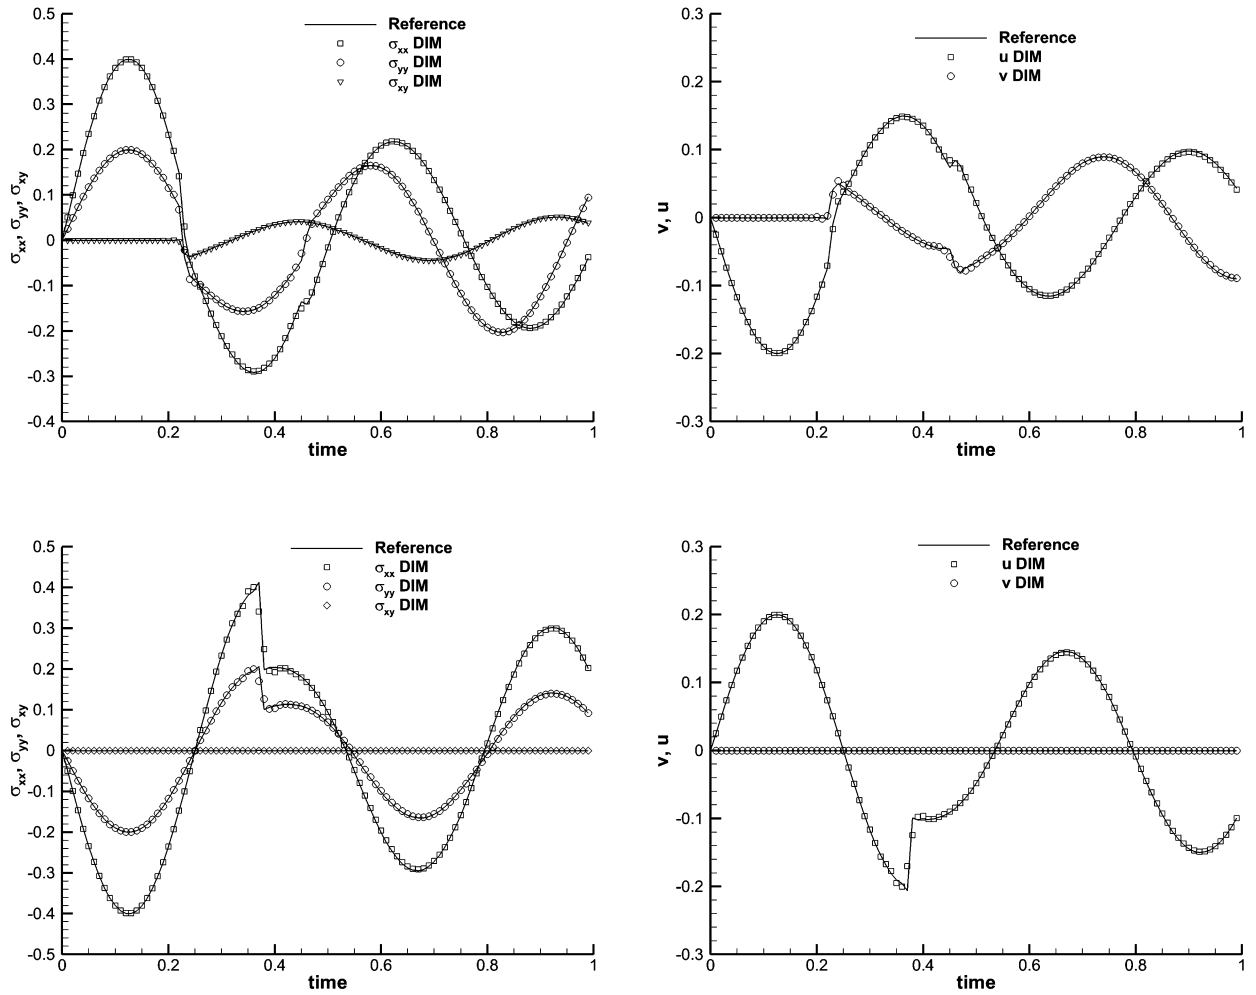 Reference
σxx DIM
σyy DIM
σxy DIM
0.5
0.4
0.3
0.2
0.1
0
-0.1
-0.2
-0.3
-0.4
σxx, σyy, σxy
0 0.2 0.4 0.6 0.8 1
time
Reference
u DIM
v DIM
0.3
0.2
0.1
0
-0.1
-0.2
-0.3
v, u
0 0.2 0.4 0.6 0.8 1
time
Reference
σxx DIM
σyy DIM
σxy DIM
0.5
0.4
0.3
0.2
0.1
0
-0.1
-0.2
-0.3
-0.4
-0.5
σxx, σyy, σxy
0 0.2 0.4 0.6 0.8 1
time
Reference
u DIM
v DIM
0.3
0.2
0.1
0
-0.1
-0.2
-0.3
v, u
0 0.2 0.4 0.6 0.8 1
time